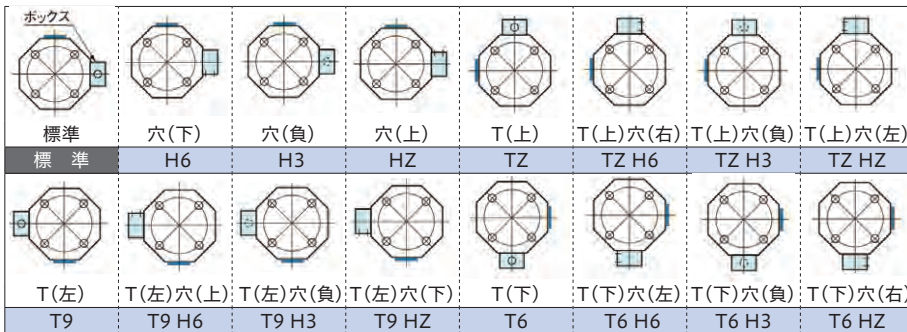 ボックス
標準 穴(下) 穴(負) 穴(上) T(上) T(上)穴(右) T(上)穴(負) T(上)穴(左)
標 準 H6 H3 HZ TZ TZ H6 TZ H3 TZ HZ
T(左) T(左)穴(上) T(左)穴(負) T(左)穴(下) T(下) T(下)穴(左) T(下)穴(負) T(下)穴(右)
T9 T9 H6 T9 H3 T9 HZ T6 T6 H6 T6 H3 T6 HZ